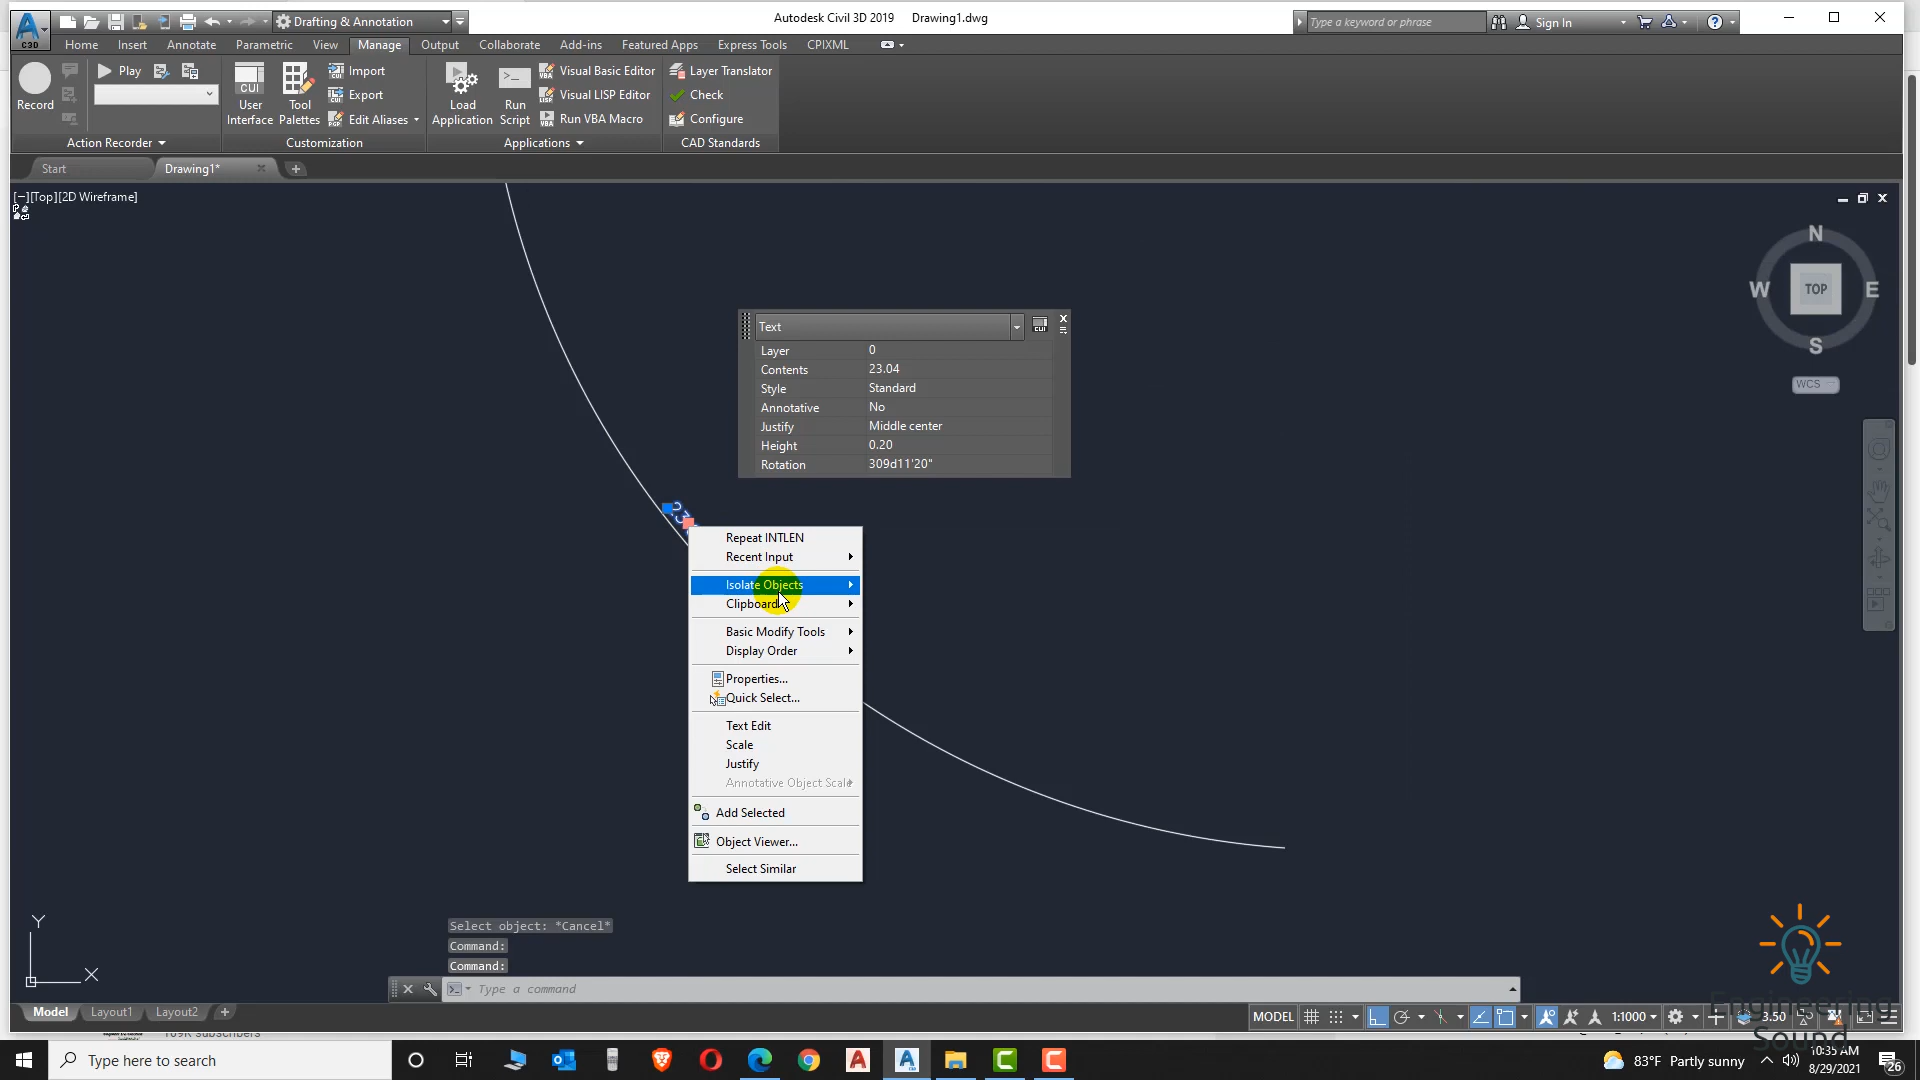 Drafting & Annotation
Autodesk Civil 3D 2019 Drawing1.dwg
Type a keyword or phrase
Sign In
C3D
Home Insert Annotate Parametric View Manage Output Collaborate Add-ins Featured Apps Express Tools CPIXML
Play
Import
Visual Basic Editor
Layer Translator
CUI
Export
Visual LISP Editor
Check
Record
User
Interface
Tool
Palettes
Edit Aliases
Load
Application
Run
Script
Run VBA Macro
Configure
Action Recorder
Customization
Applications
CAD Standards
Start
Drawing1*
[−][Top][2D Wireframe]
N
W
TOP
E
S
WCS
Text
CUI
Layer 0
Contents 23.04
Style Standard
Annotative No
Justify Middle center
Height 0.20
Rotation 309d11'20"
Repeat INTLEN
Recent Input
Isolate Objects
Clipboard
Basic Modify Tools
Display Order
Properties...
Quick Select...
Text Edit
Scale
Justify
Annotative Object Scale
Add Selected
Object Viewer...
Select Similar
Select object: *Cancel*
Command:
Command:
Y
X
Type a command
Model Layout1 Layout2
MODEL
1:1000
3.50
Engineering
Sound
169K subscribers
Type here to search
83°F Partly sunny
10:35 AM
8/29/2021
26